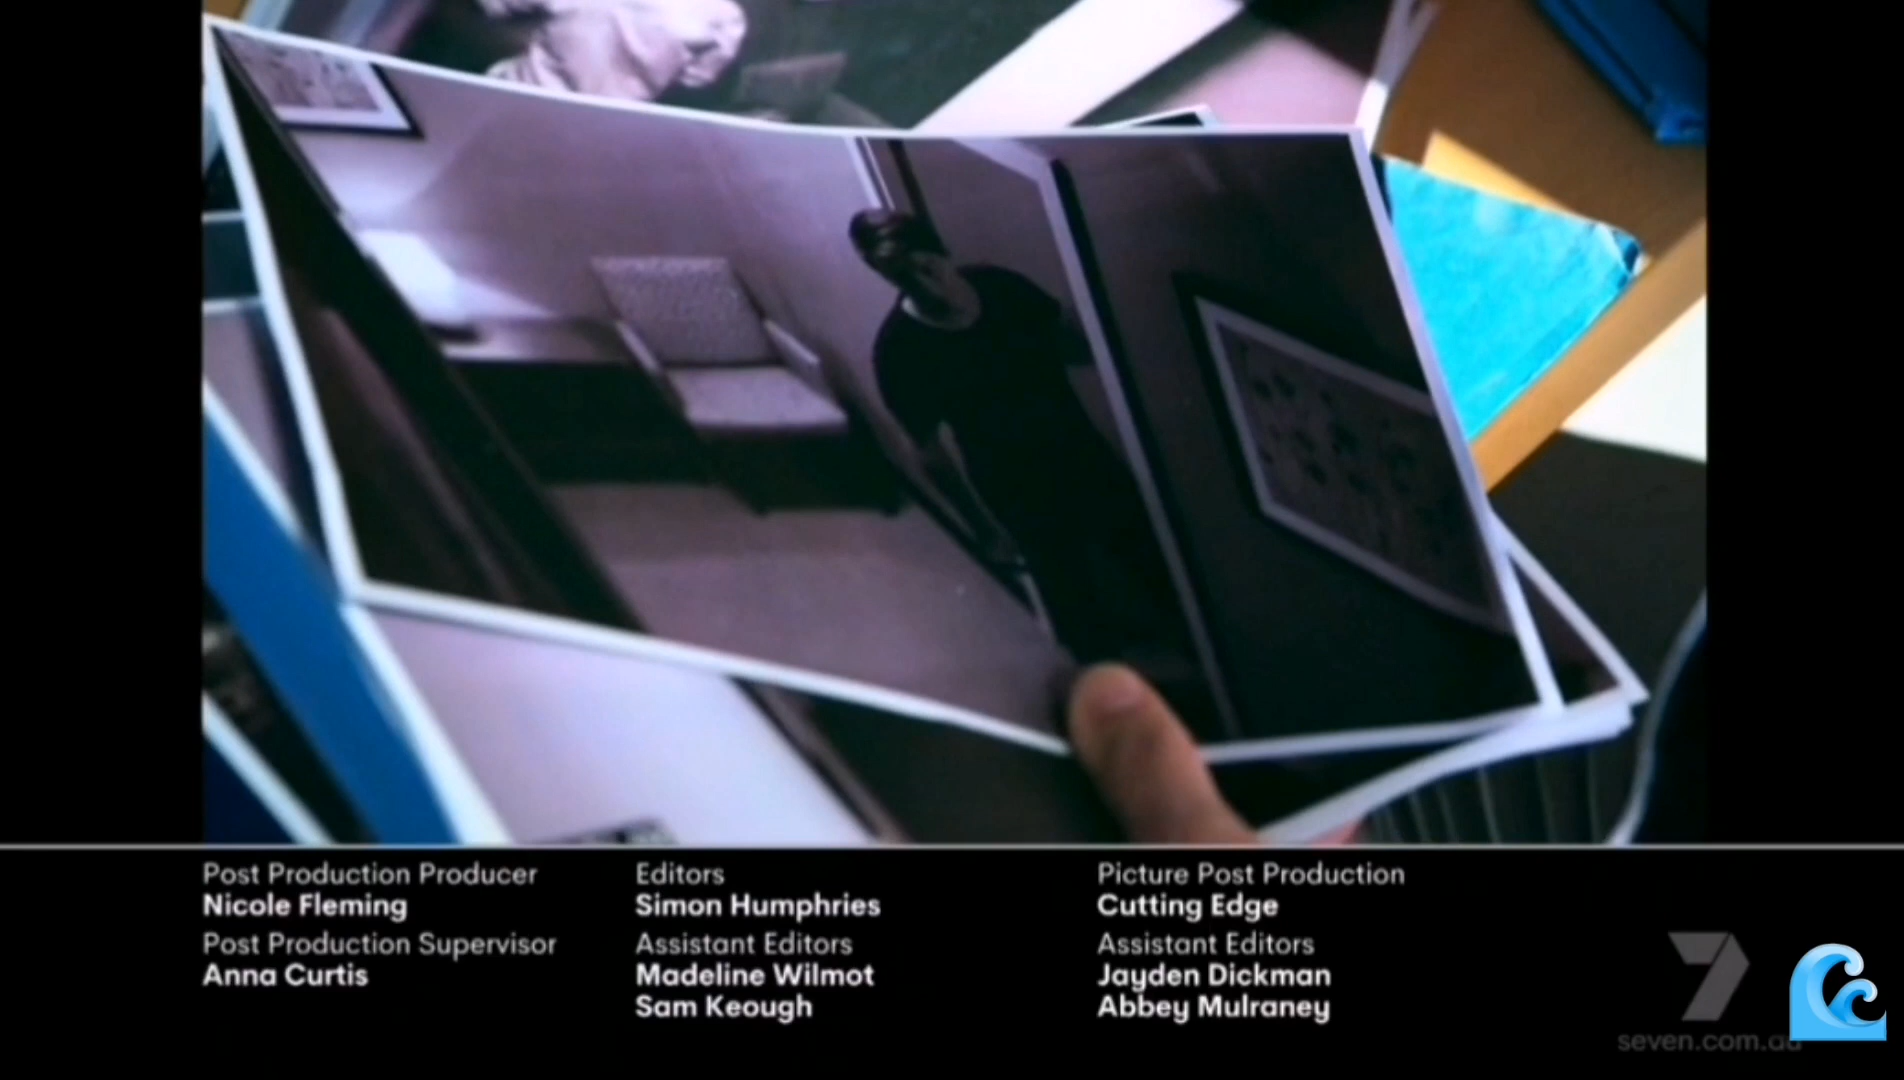 Post Production Producer
Nicole Fleming
Post Production Supervisor
Anna Curtis
Editors
Simon Humphries
Assistant Editors
Madeline Wilmot
Sam Keough
Picture Post Production
Cutting Edge
Assistant Editors
Jayden Dickman
Abbey Mulraney
7
seven.com.au